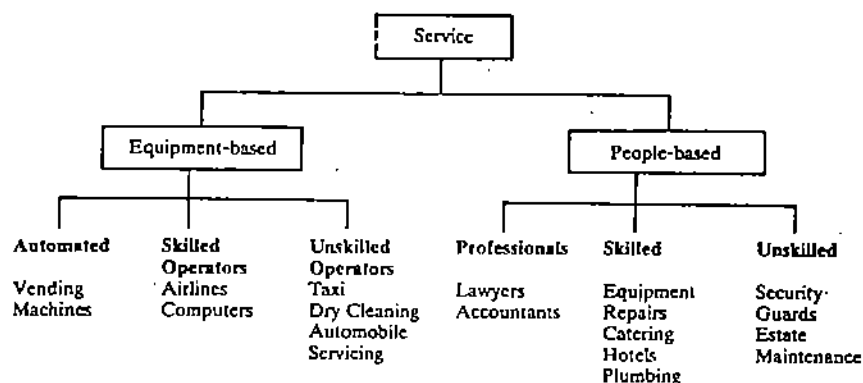 Service
Equipment-based
People-based
Automated
Vending
Machines
Skilled
Operators
Airlines
Computers
Unskilled
Operators
Taxi
Dry Cleaning
Automobile
Servicing
Professionals
Lawyers
Accountants
Skilled
Equipment
Repairs
Catering
Hotels
Plumbing
Unskilled
Security
Guards
Estate
Maintenance